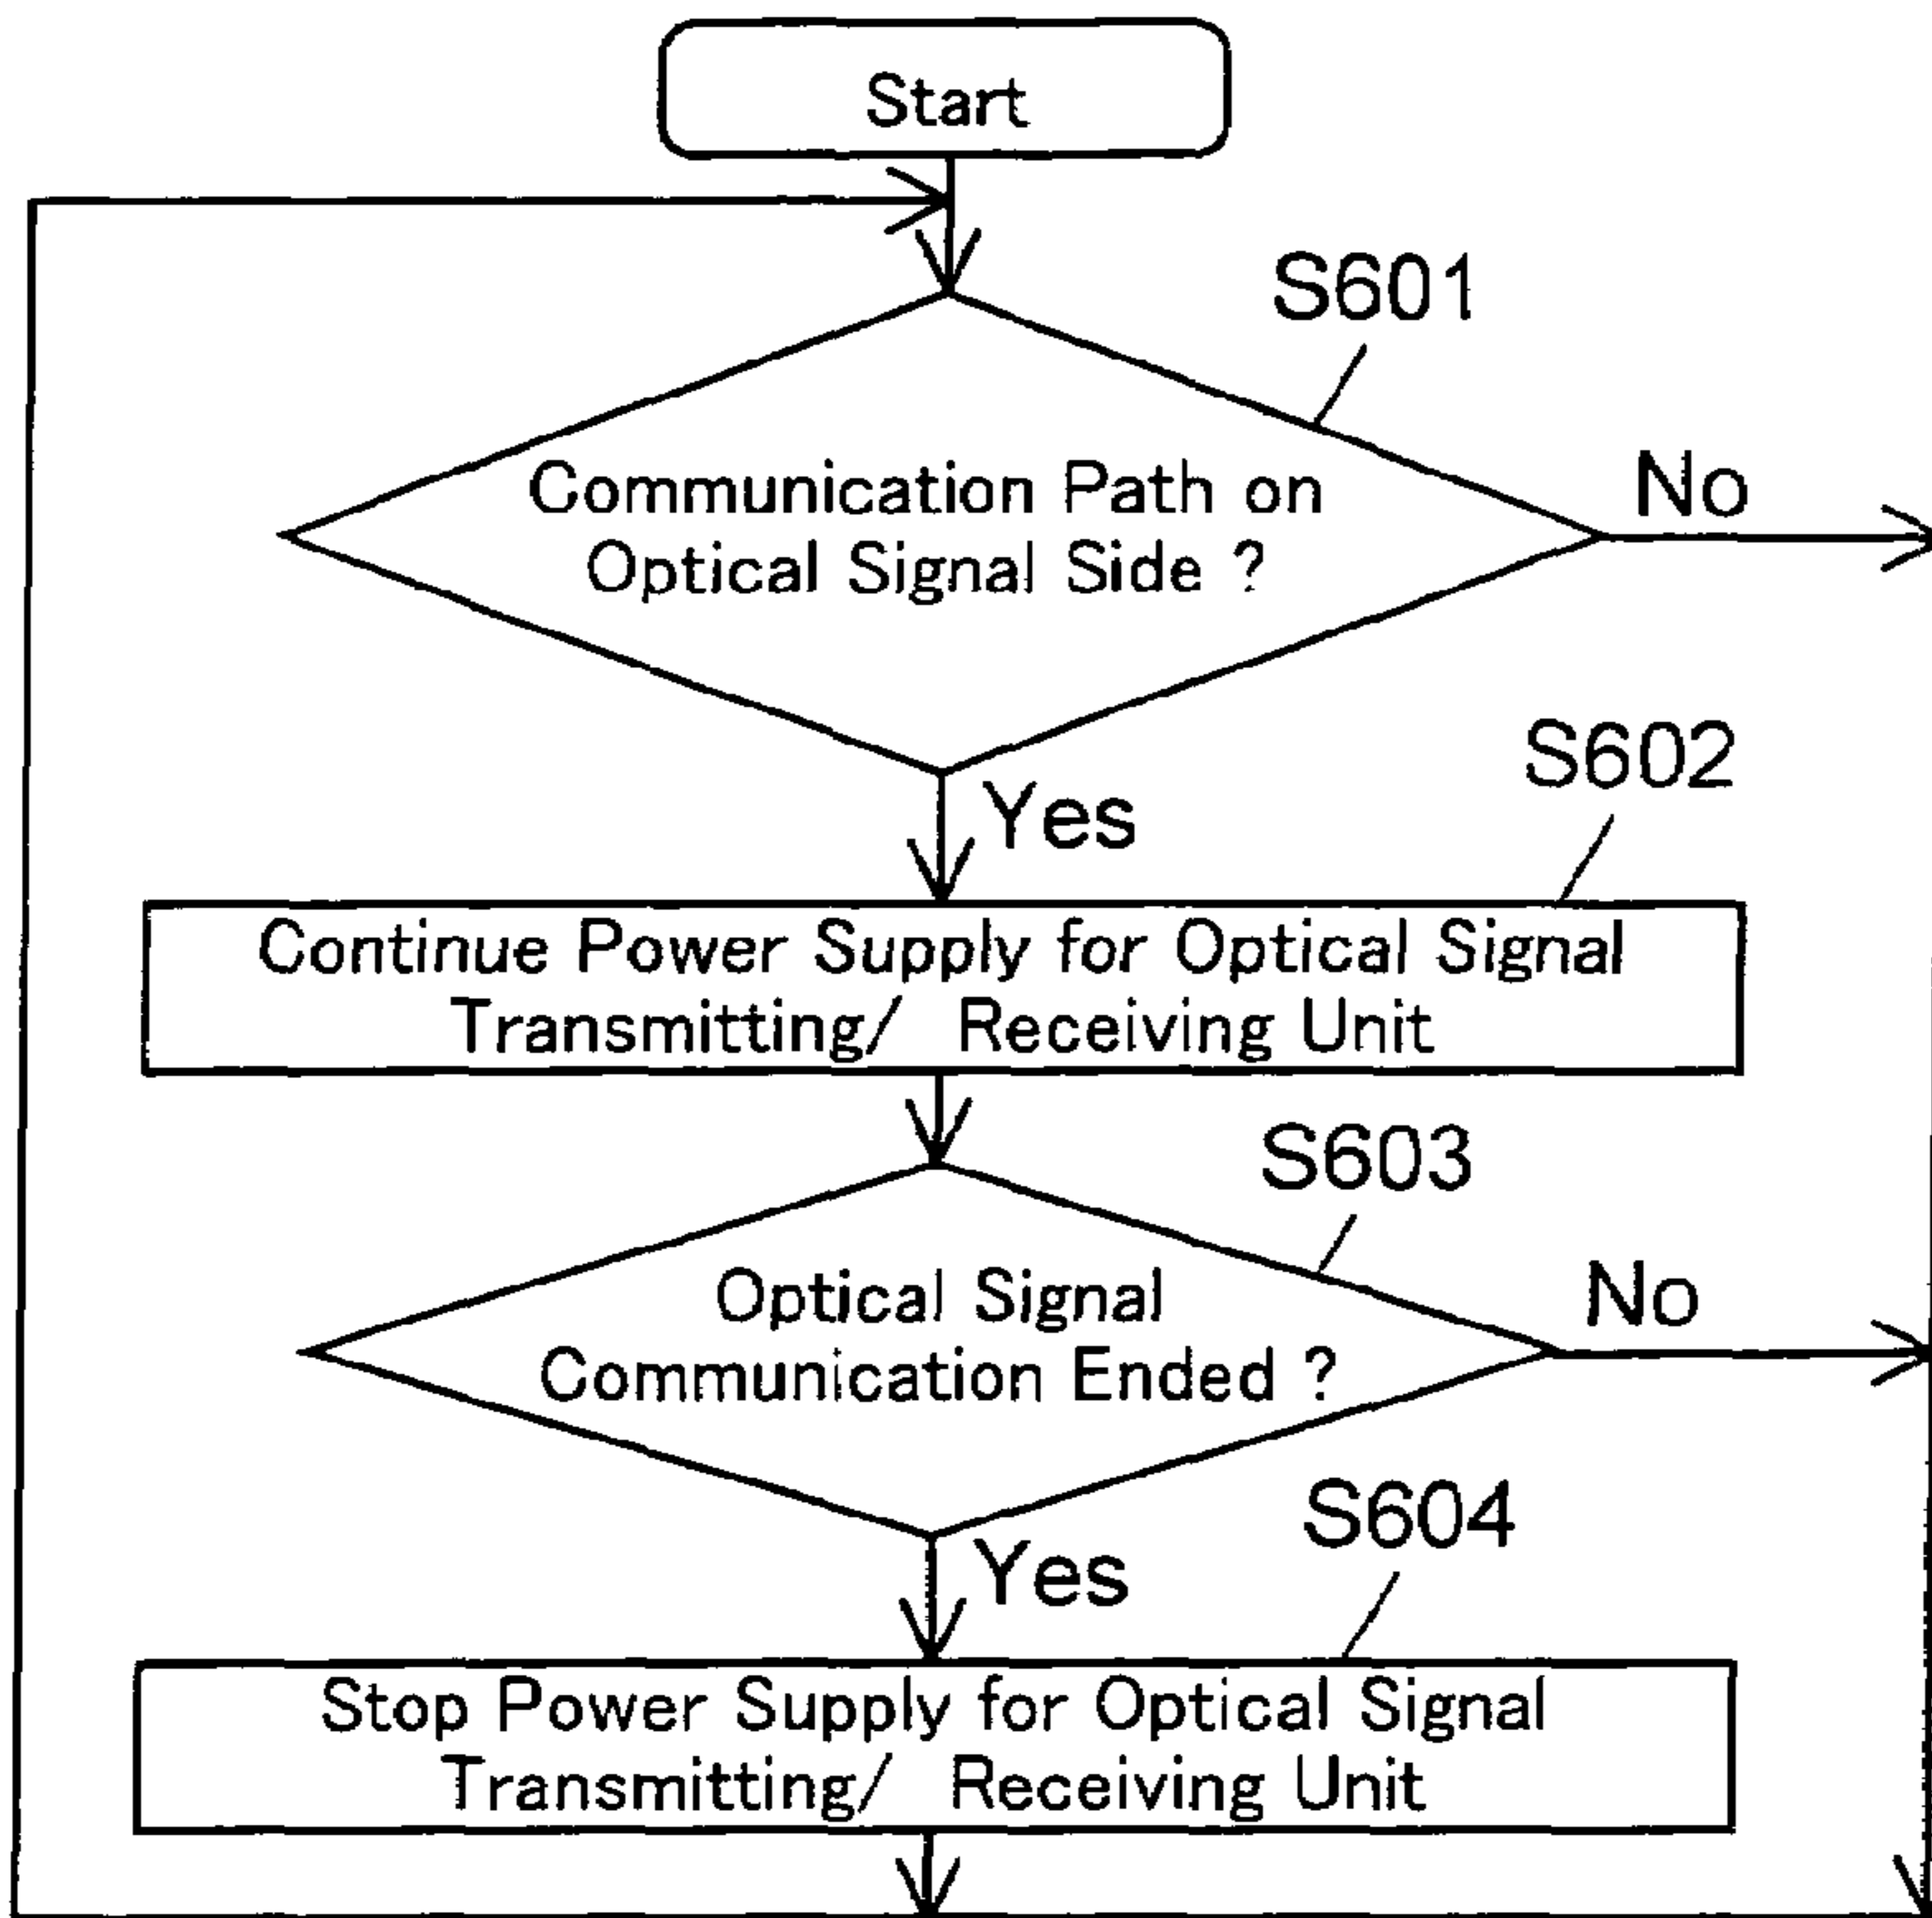 Start
S601
Communication Path on
Optical Signal Side ?
No
Yes
S602
Continue Power Supply for Optical Signal
Transmitting/ Receiving Unit
S603
Optical Signal
Communication Ended ?
No
Yes
S604
Stop Power Supply for Optical Signal
Transmitting/ Receiving Unit